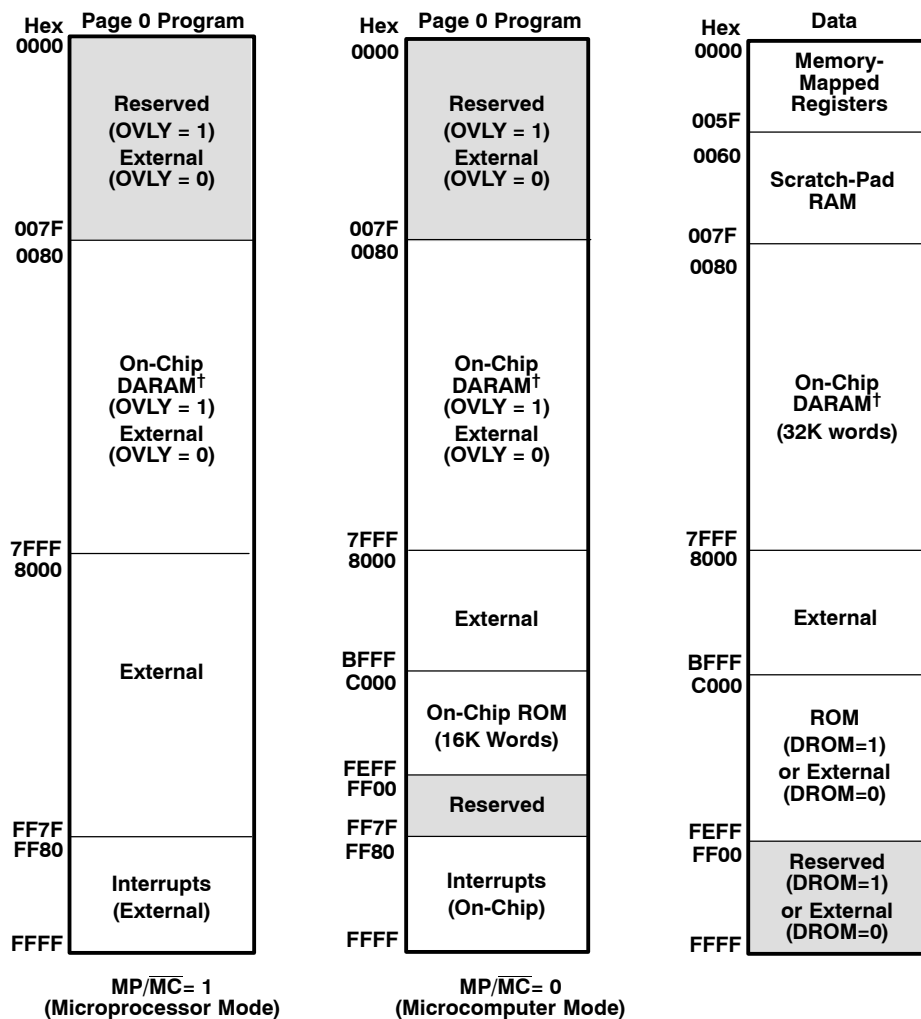 Hex
Page 0 Program
0000
Reserved
(OVLY = 1)
External
(OVLY = 0)
007F
0080
On-Chip
DARAM†
(OVLY = 1)
External
(OVLY = 0)
7FFF
8000
External
FF7F
FF80
Interrupts
(External)
FFFF
MP/M̅C̅= 1
(Microprocessor Mode)
Hex
Page 0 Program
0000
Reserved
(OVLY = 1)
External
(OVLY = 0)
007F
0080
On-Chip
DARAM†
(OVLY = 1)
External
(OVLY = 0)
7FFF
8000
External
BFFF
C000
On-Chip ROM
(16K Words)
FEFF
FF00
Reserved
FF7F
FF80
Interrupts
(On-Chip)
FFFF
MP/M̅C̅= 0
(Microcomputer Mode)
Hex
Data
0000
Memory-
Mapped
Registers
005F
0060
Scratch-Pad
RAM
007F
0080
On-Chip
DARAM†
(32K words)
7FFF
8000
External
BFFF
C000
ROM
(DROM=1)
or External
(DROM=0)
FEFF
FF00
Reserved
(DROM=1)
or External
(DROM=0)
FFFF